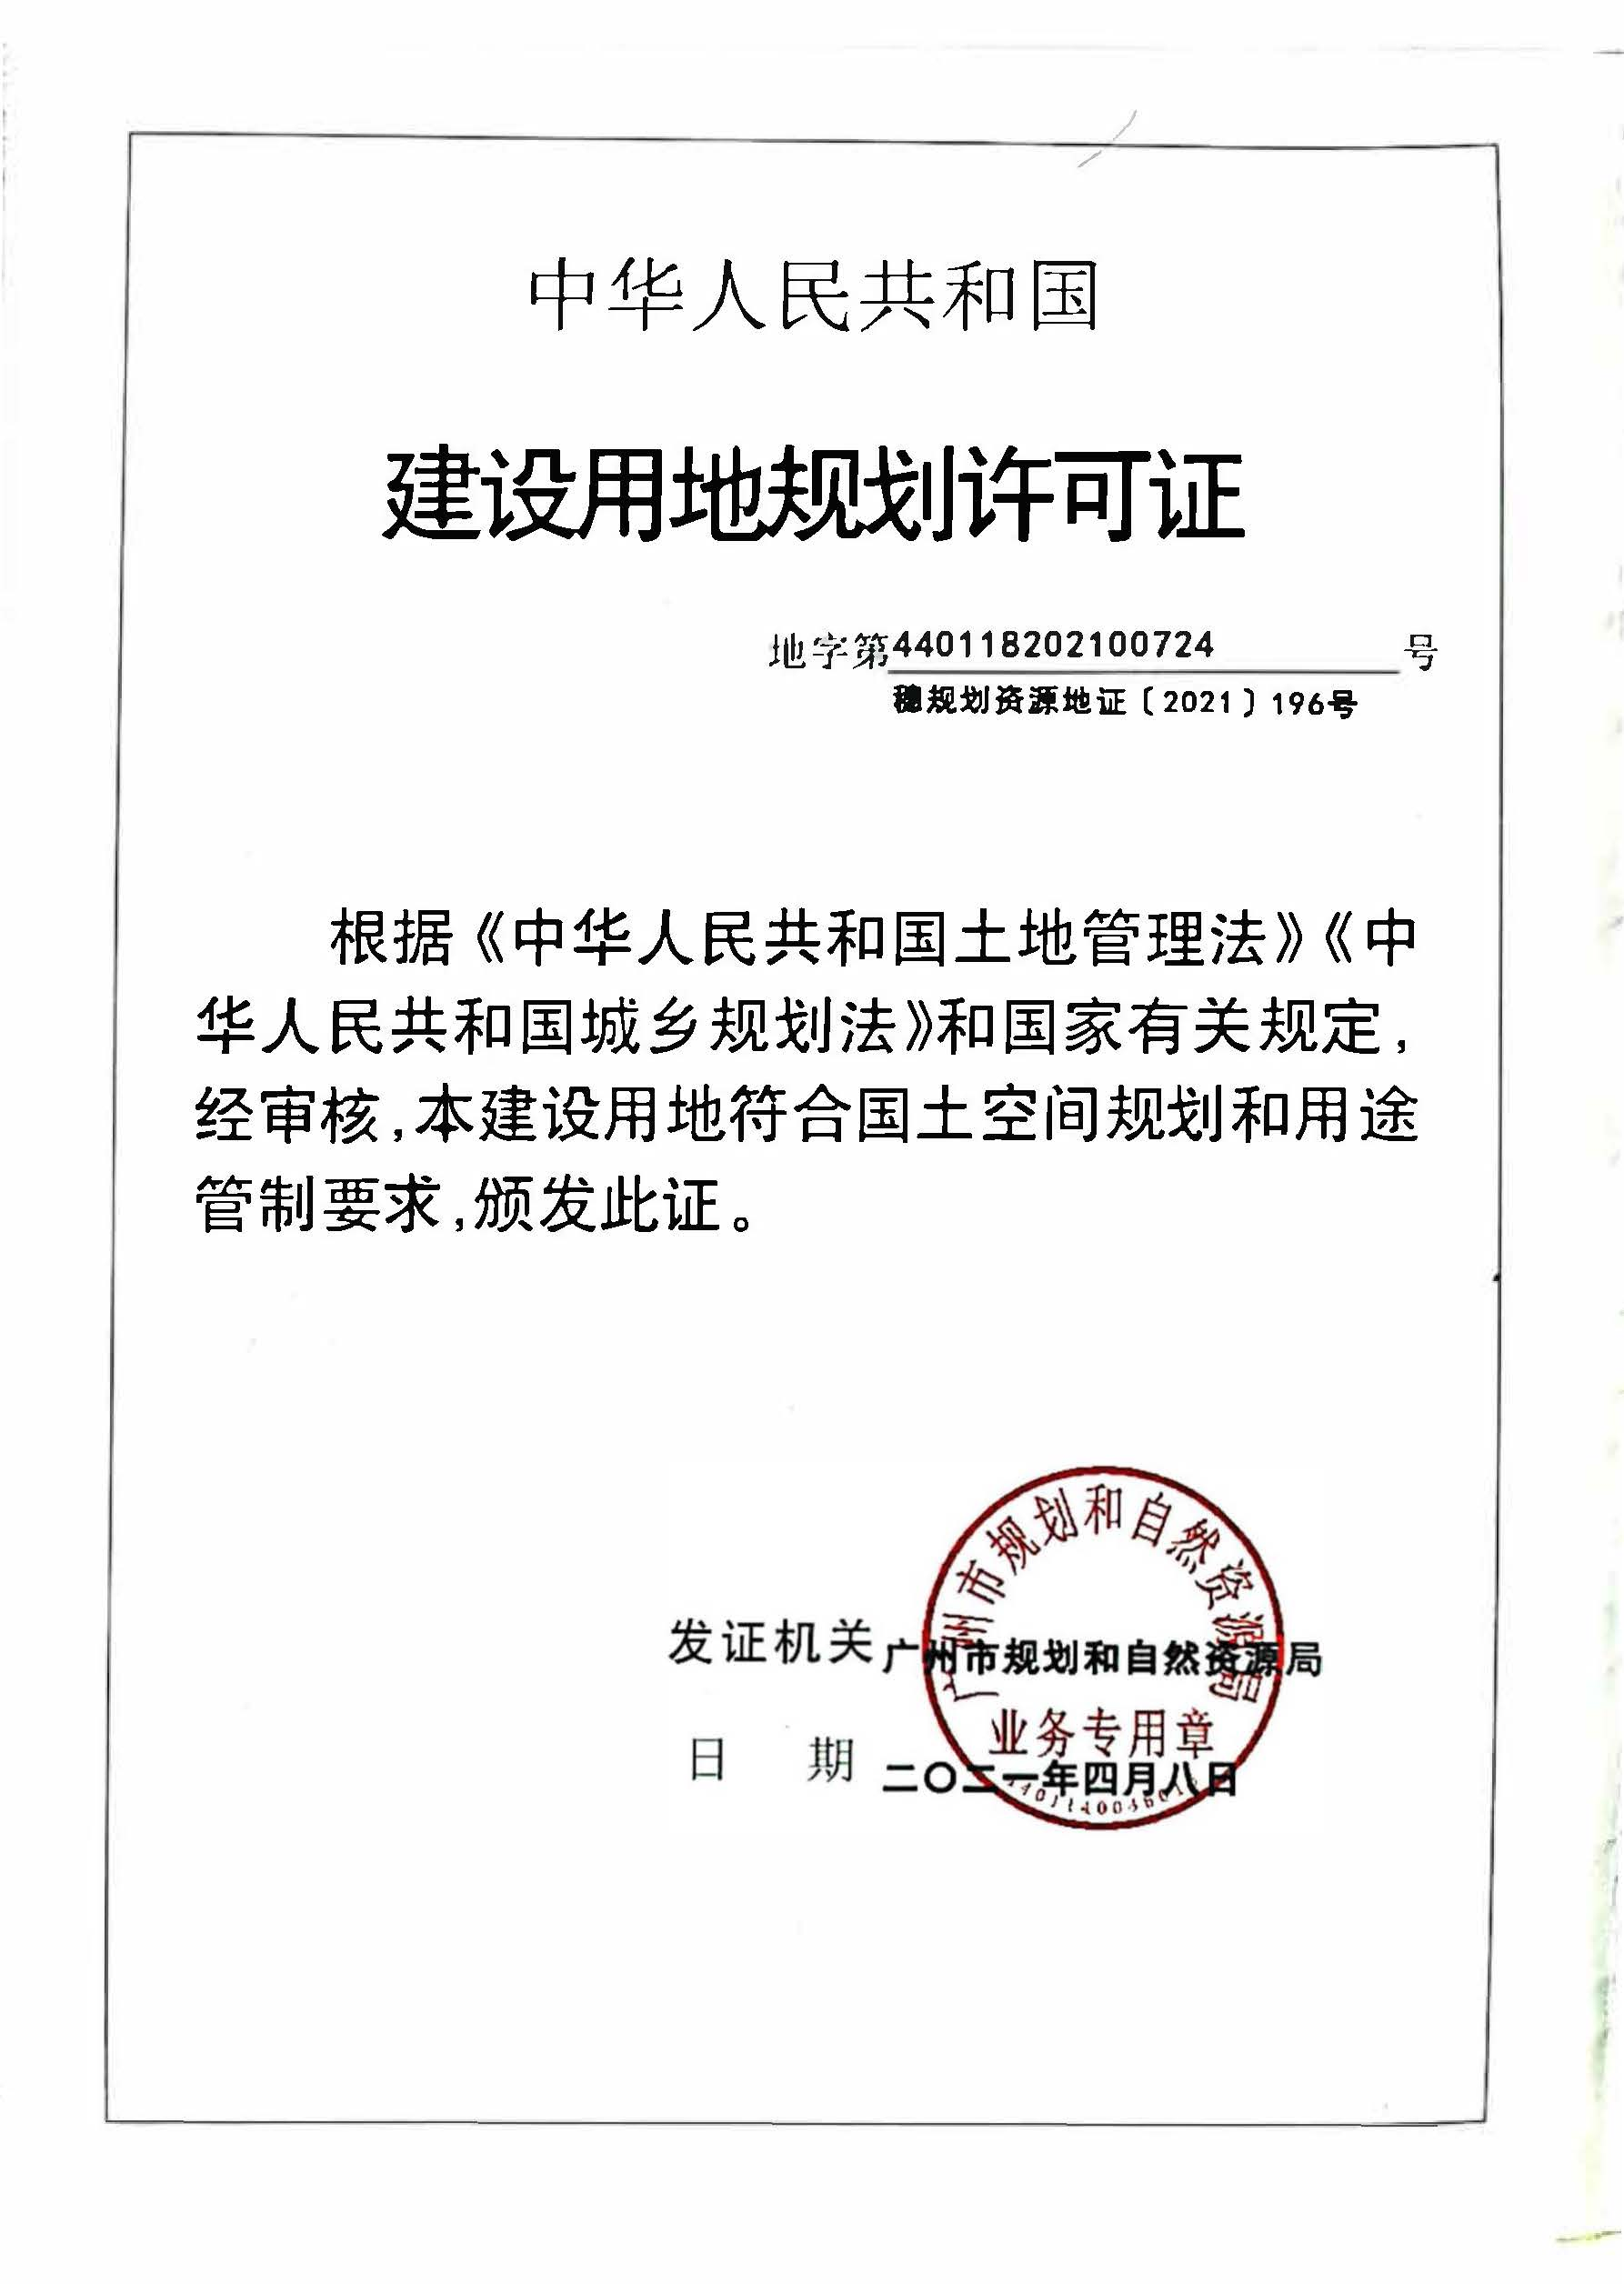 中华人民共和国
建设用地规划许可证
地字第440118202100724号
穗规划资源地证〔2021〕196号
根据《中华人民共和国土地管理法》《中
华人民共和国城乡规划法》和国家有关规定，
经审核，本建设用地符合国土空间规划和用途
管制要求，颁发此证。
广州市规划和自然资源局
发证机关 广州市规划和自然资源局
业务专用章
日 期 二〇二一年四月八日